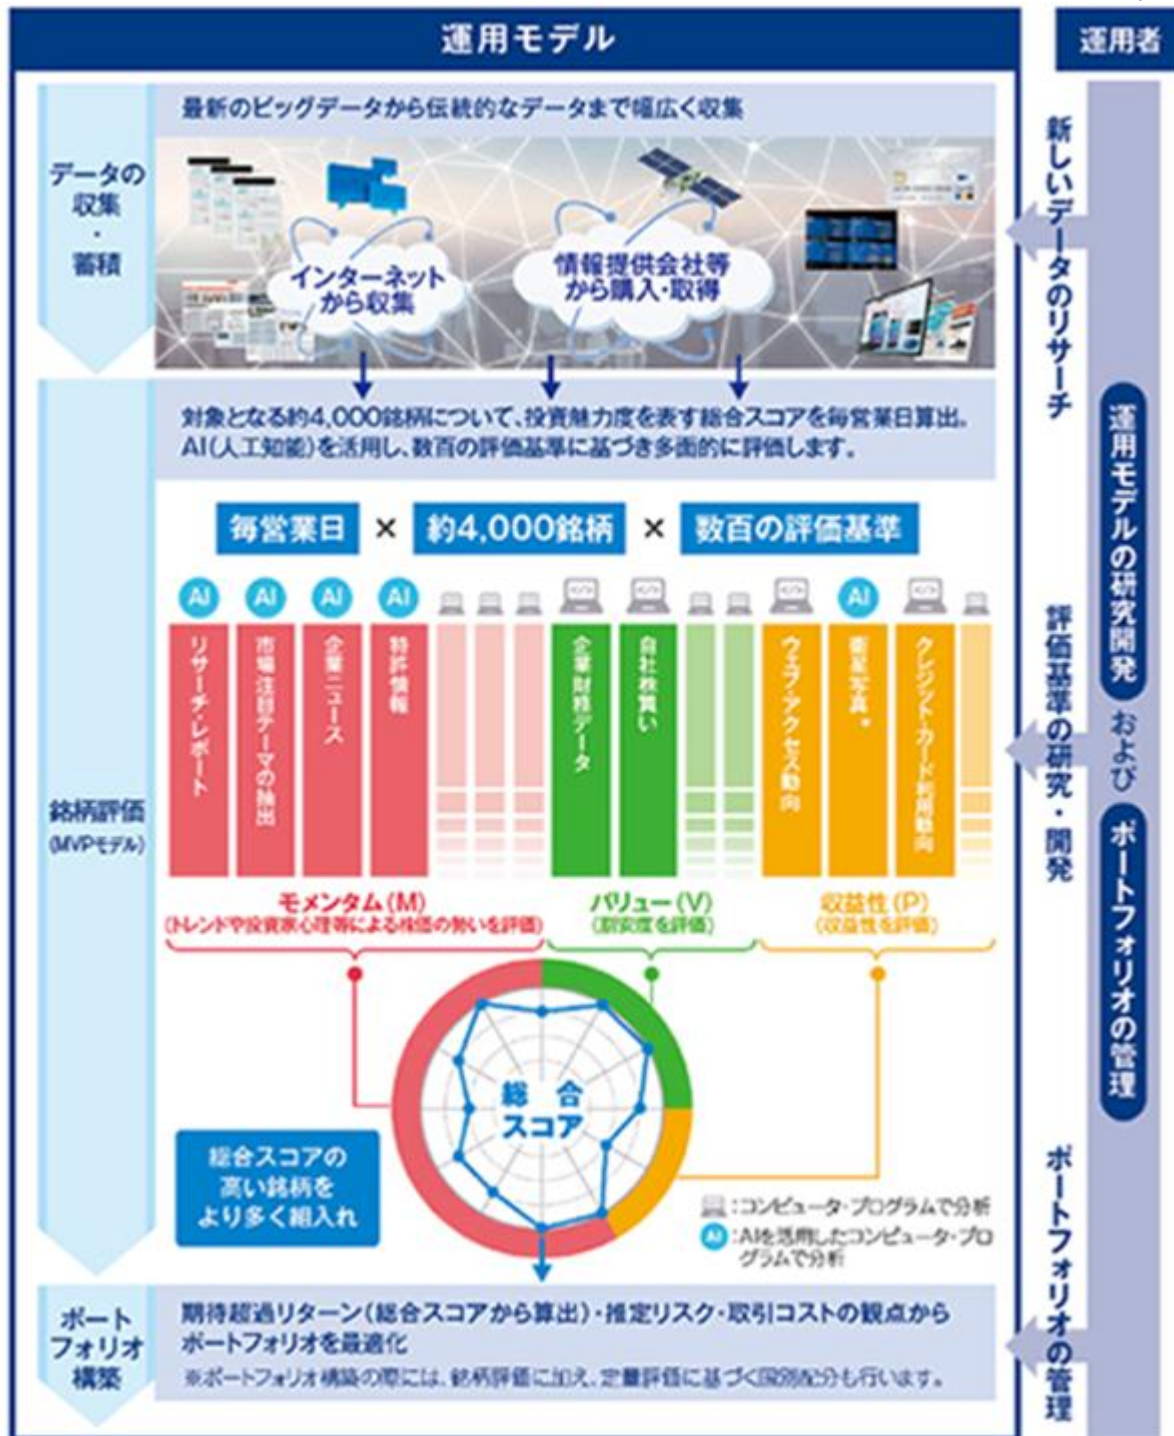 運用モデル
運用者
データの
収集
・
蓄積
最新のビッグデータから伝統的なデータまで幅広く収集
インターネット
から収集
情報提供会社等
から購入・取得
新しいデータのリサーチ
銘柄評価
(MVPモデル)
対象となる約4,000銘柄について、投資魅力度を表す総合スコアを毎営業日算出。
AI(人工知能)を活用し、数百の評価基準に基づき多面的に評価します。
毎営業日 × 約4,000銘柄 × 数百の評価基準
AI
AI
AI
AI
AI
リサーチ・レポート
市場注目テーマの抽出
企業ニュース
特許情報
企業財務データ
自社株買い
ウェブ・アクセス動向
衛星写真*
クレジット・カード利用動向
モメンタム(M)
(トレンドや投資家心理等による株価の勢いを評価)
バリュー(V)
(割安度を評価)
収益性(P)
(収益性を評価)
総合
スコア
総合スコアの
高い銘柄を
より多く組入れ
:コンピュータ・プログラムで分析
AI:AIを活用したコンピュータ・プロ
グラムで分析
評価基準の研究・開発
運用モデルの研究開発
および
ポートフォリオの管理
ポート
フォリオ
構築
期待超過リターン(総合スコアから算出)・推定リスク・取引コストの観点から
ポートフォリオを最適化
※ポートフォリオ構築の際には、銘柄評価に加え、定量評価に基づく国別配分も行います。
ポートフォリオの管理